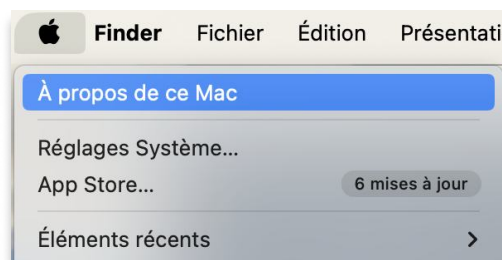 Finder Fichier Édition Présentati
À propos de ce Mac
Réglages Système...
App Store... 6 mises à jour
Éléments récents